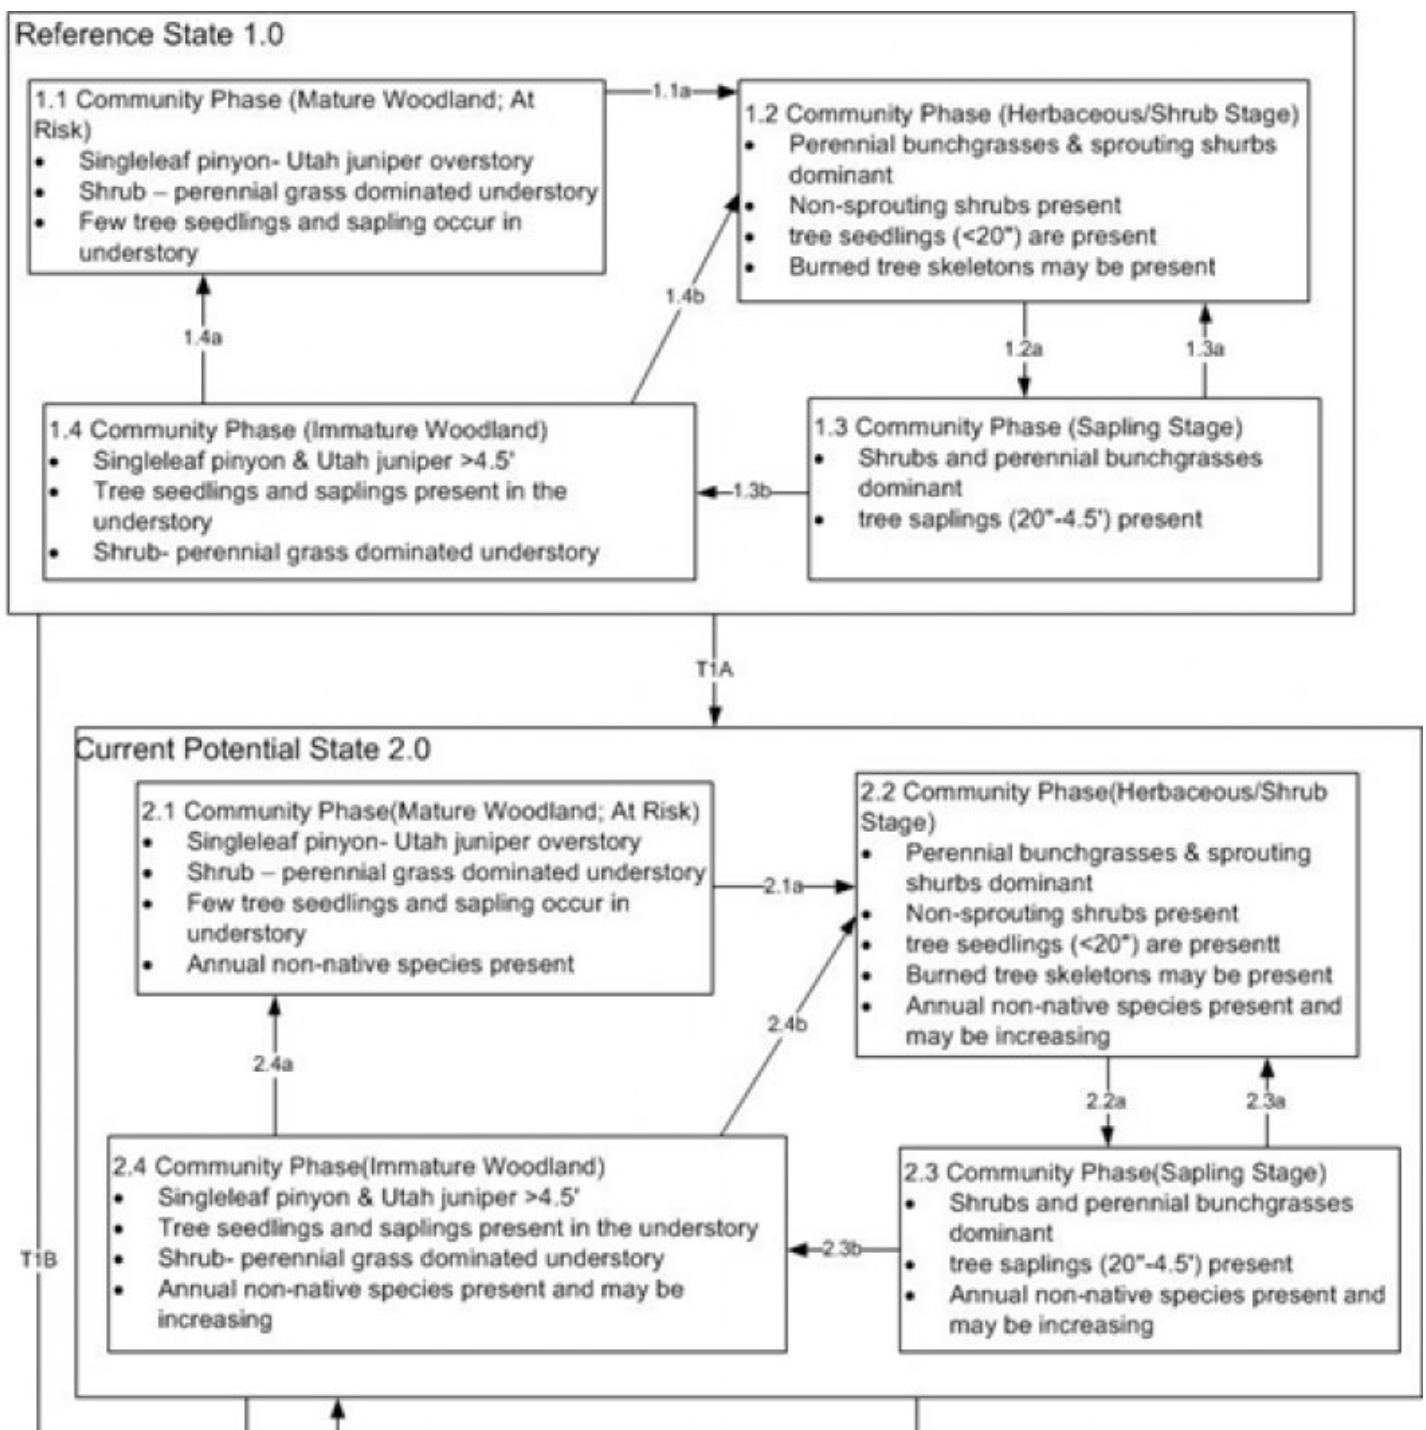 Reference State 1.0
1.1 Community Phase (Mature Woodland; At
Risk)
• Singleleaf pinyon- Utah juniper overstory
• Shrub – perennial grass dominated understory
• Few tree seedlings and sapling occur in
understory
1.1a
1.2 Community Phase (Herbaceous/Shrub Stage)
• Perennial bunchgrasses & sprouting shurbs
dominant
• Non-sprouting shrubs present
• tree seedlings (<20") are present
• Burned tree skeletons may be present
1.4a
1.4b
1.2a
1.3a
1.4 Community Phase (Immature Woodland)
• Singleleaf pinyon & Utah juniper >4.5'
• Tree seedlings and saplings present in the
understory
• Shrub- perennial grass dominated understory
1.3b
1.3 Community Phase (Sapling Stage)
• Shrubs and perennial bunchgrasses
dominant
• tree saplings (20"-4.5') present
T1A
Current Potential State 2.0
2.1 Community Phase(Mature Woodland; At Risk)
• Singleleaf pinyon- Utah juniper overstory
• Shrub – perennial grass dominated understory
• Few tree seedlings and sapling occur in
understory
• Annual non-native species present
2.1a
2.2 Community Phase(Herbaceous/Shrub
Stage)
• Perennial bunchgrasses & sprouting
shurbs dominant
• Non-sprouting shrubs present
• tree seedlings (<20") are presentt
• Burned tree skeletons may be present
• Annual non-native species present and
may be increasing
2.4a
2.4b
2.2a
2.3a
2.4 Community Phase(Immature Woodland)
• Singleleaf pinyon & Utah juniper >4.5'
• Tree seedlings and saplings present in the understory
• Shrub- perennial grass dominated understory
• Annual non-native species present and may be
increasing
2.3b
2.3 Community Phase(Sapling Stage)
• Shrubs and perennial bunchgrasses
dominant
• tree saplings (20"-4.5') present
• Annual non-native species present and
may be increasing
T1B